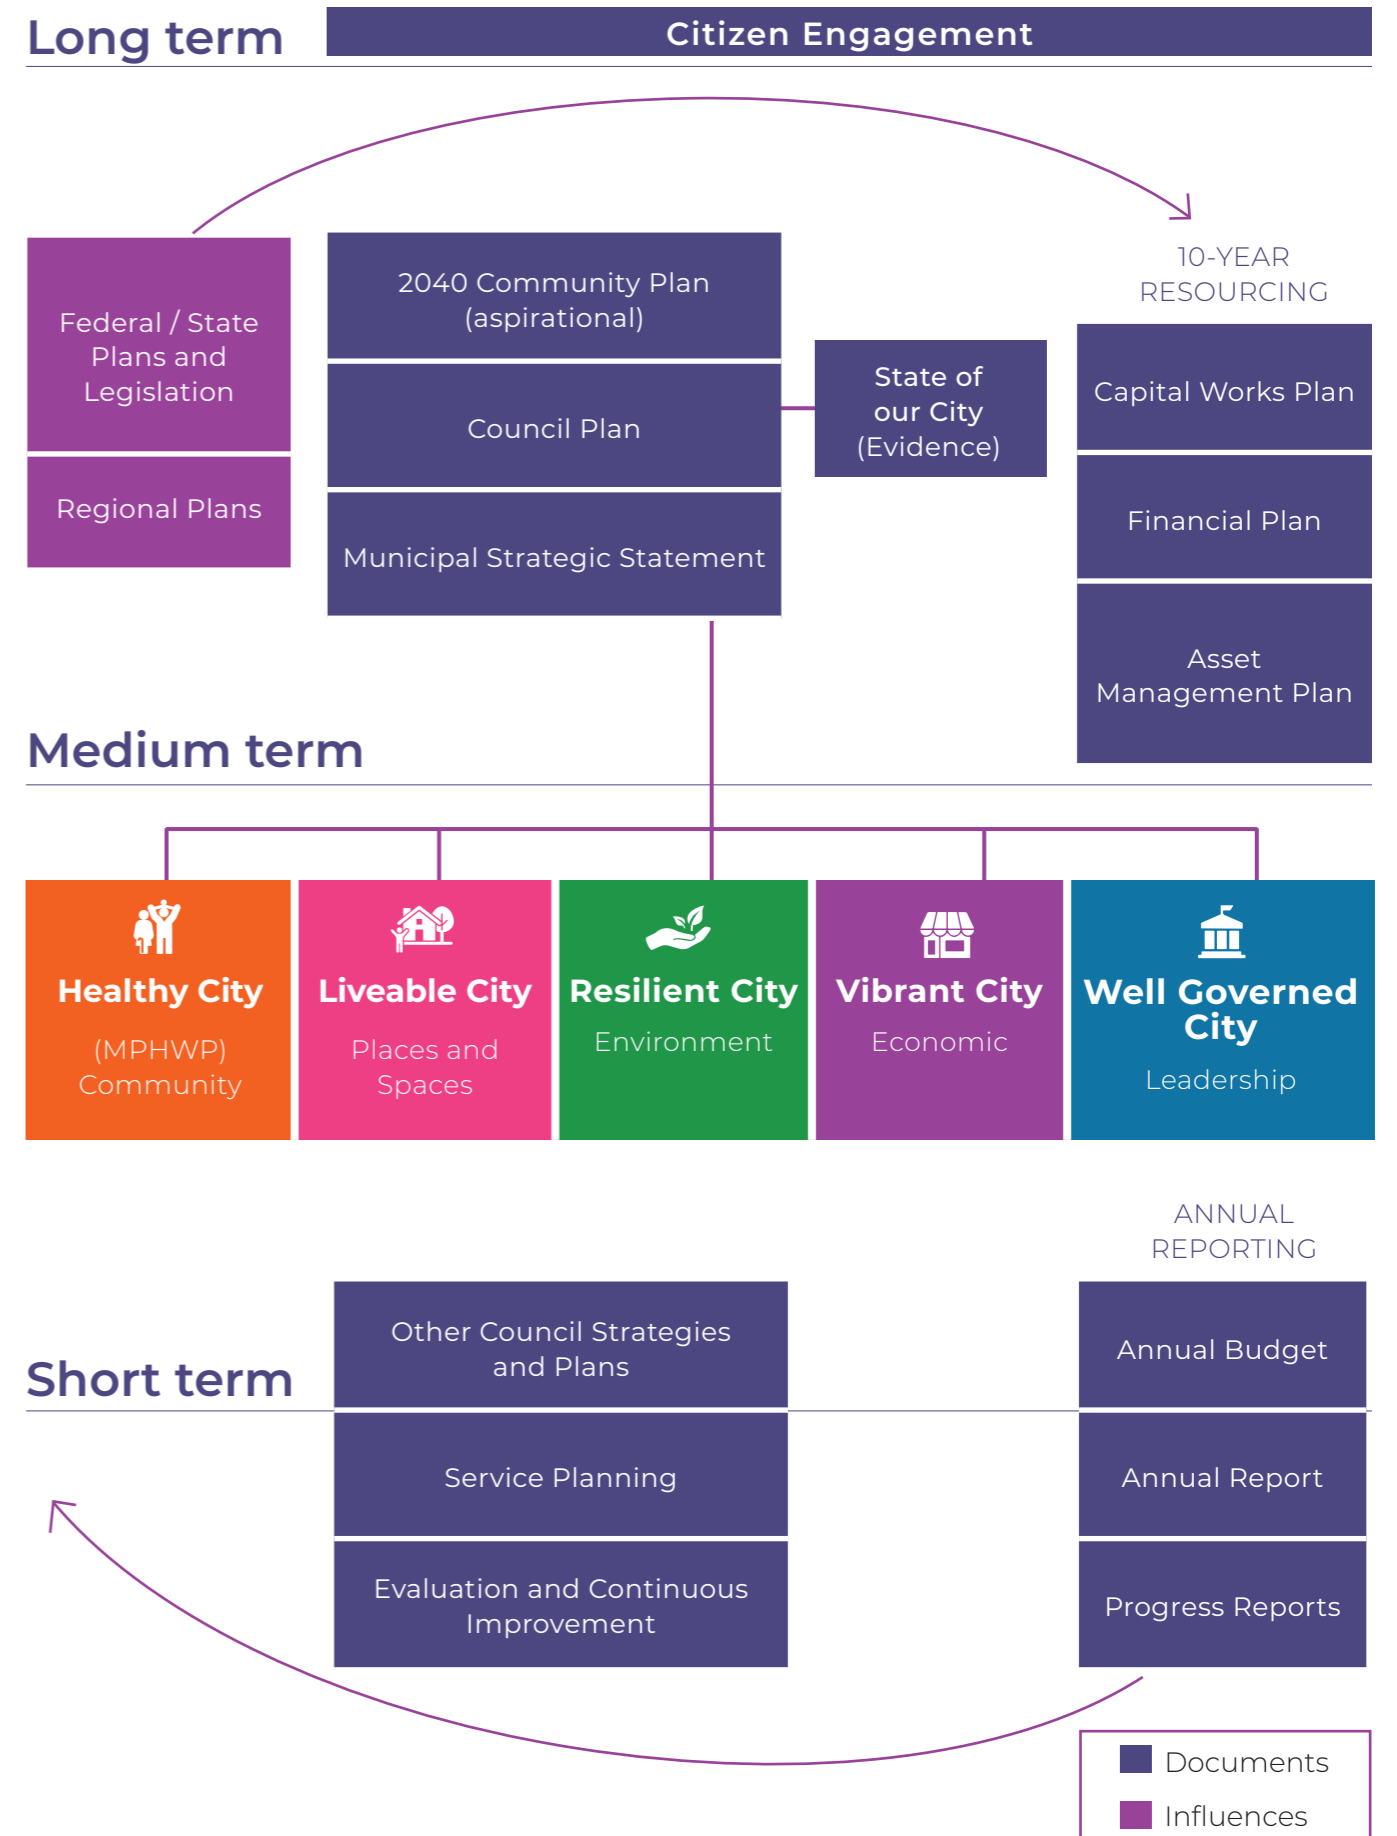 Long term
Citizen Engagement
Federal / State
Plans and
Legislation
Regional Plans
2040 Community Plan
(aspirational)
Council Plan
Municipal Strategic Statement
State of
our City
(Evidence)
10-YEAR
RESOURCING
Capital Works Plan
Financial Plan
Asset
Management Plan
Medium term
Healthy City
(MPHWP)
Community
Liveable City
Places and
Spaces
Resilient City
Environment
Vibrant City
Economic
Well Governed
City
Leadership
Short term
Other Council Strategies
and Plans
Service Planning
Evaluation and Continuous
Improvement
ANNUAL
REPORTING
Annual Budget
Annual Report
Progress Reports
Documents
Influences